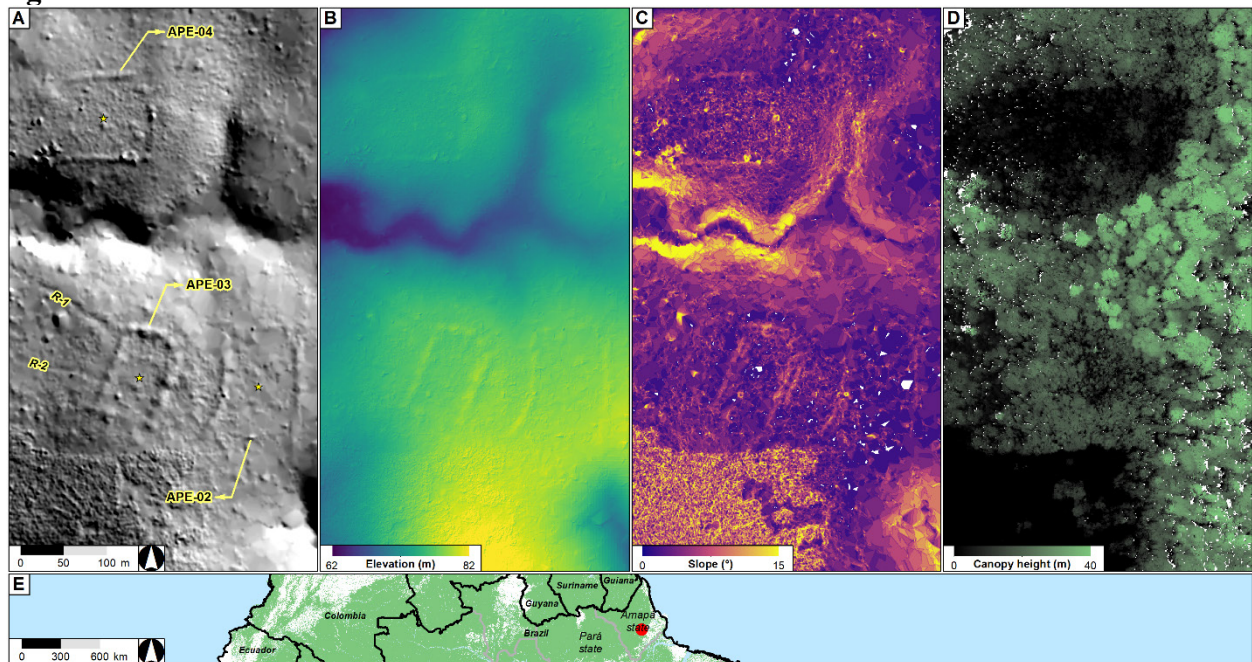 A
APE-04
R-1
APE-03
R-2
APE-02
0 50 100 m
B
62 Elevation (m) 82
C
0 Slope (°) 15
D
0 Canopy height (m) 40
E
Colombia
Ecuador
Guyana
Suriname
Guiana
Brazil
Pará
state
Amapá
state
0 300 600 km